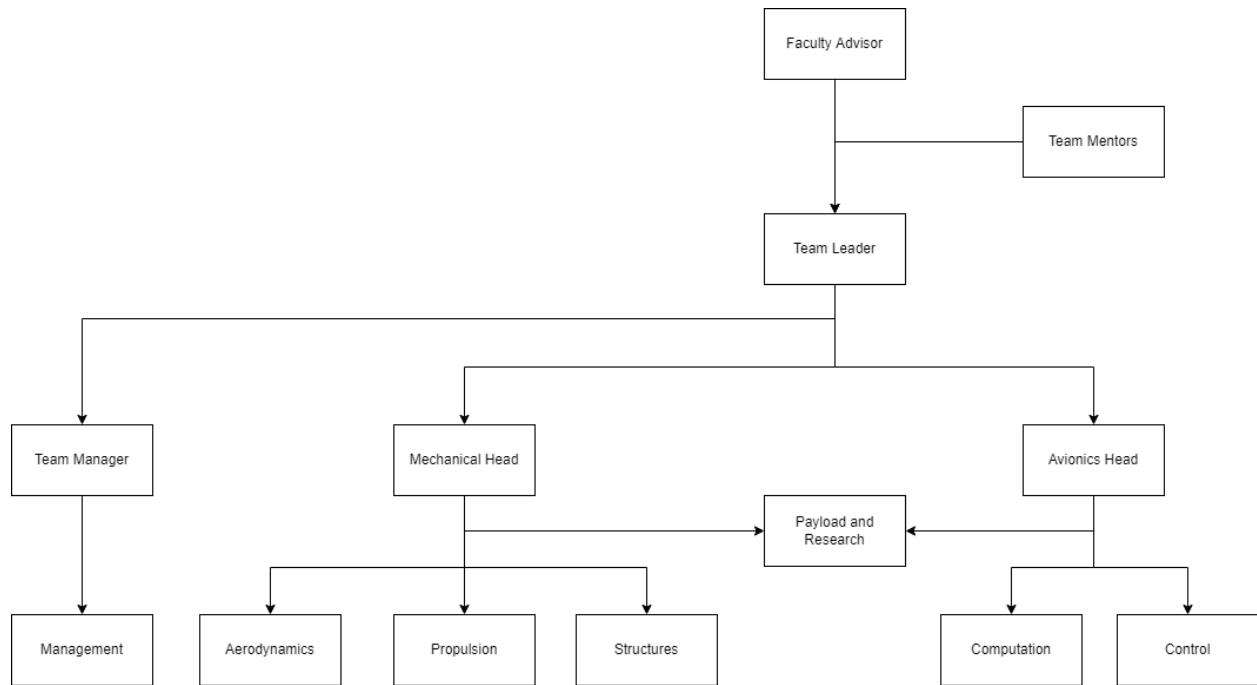 Faculty Advisor
Team Mentors
Team Leader
Team Manager
Mechanical Head
Avionics Head
Payload and
Research
Management
Aerodynamics
Propulsion
Structures
Computation
Control